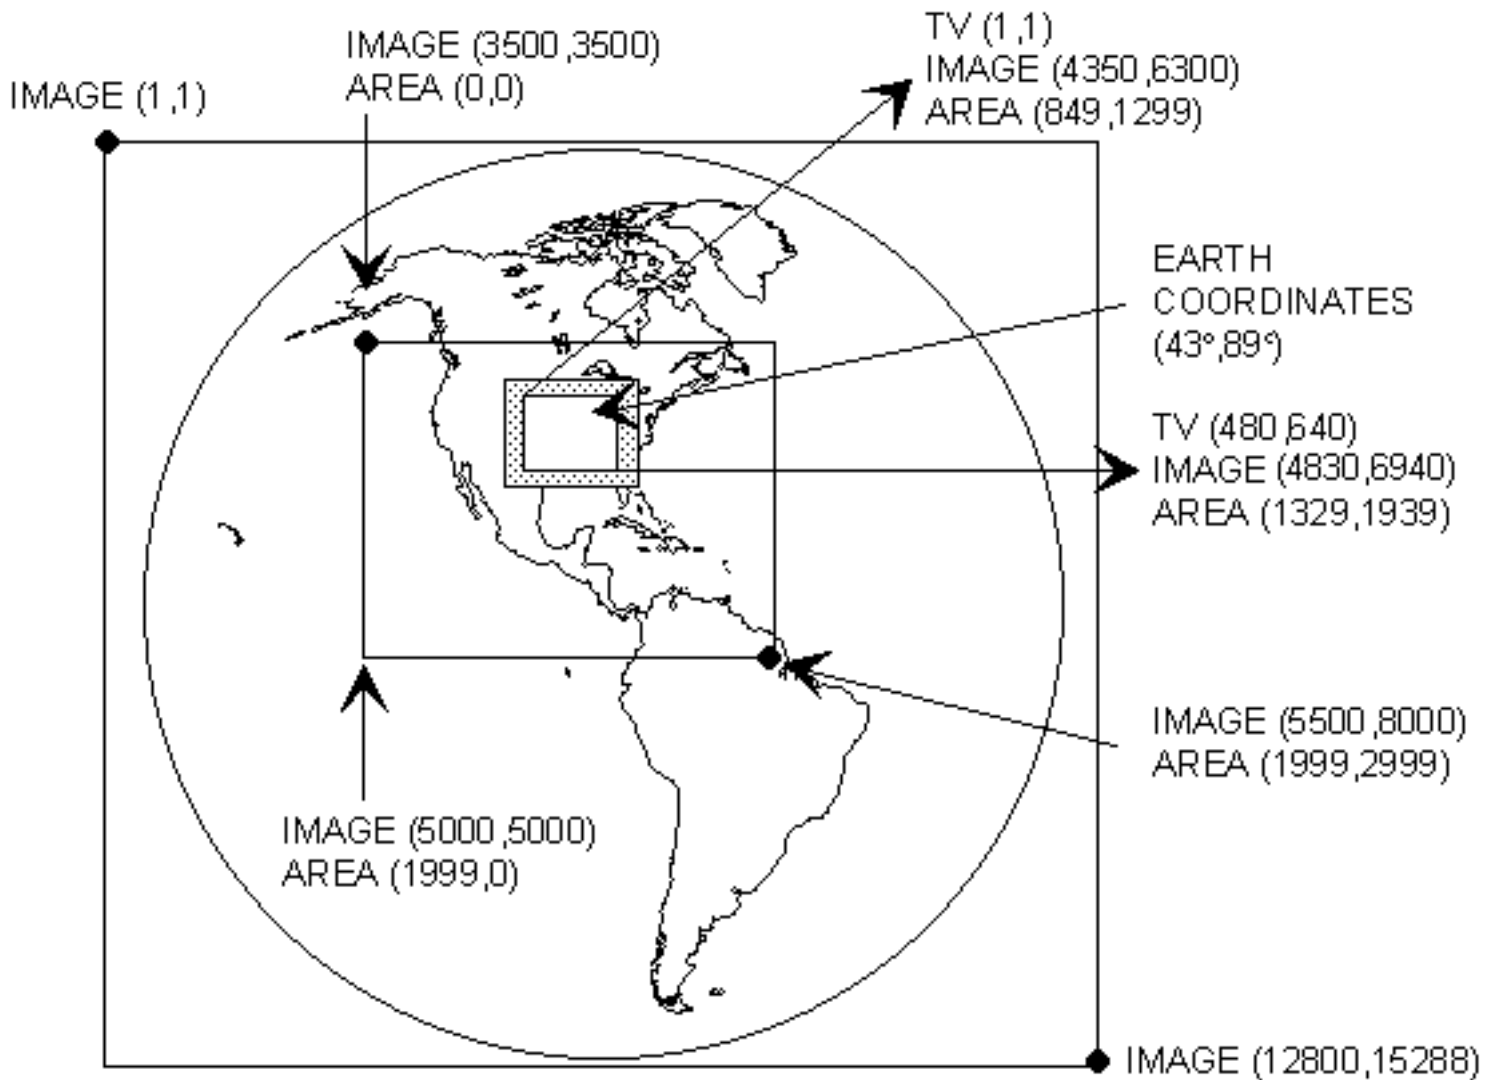 IMAGE (1,1)
IMAGE (3500,3500)
AREA (0,0)
TV (1,1)
IMAGE (4350,6300)
AREA (849,1299)
EARTH
COORDINATES
(43°,89°)
TV (480,640)
IMAGE (4830,6940)
AREA (1329,1939)
IMAGE (5500,8000)
AREA (1999,2999)
IMAGE (5000,5000)
AREA (1999,0)
IMAGE (12800,15288)